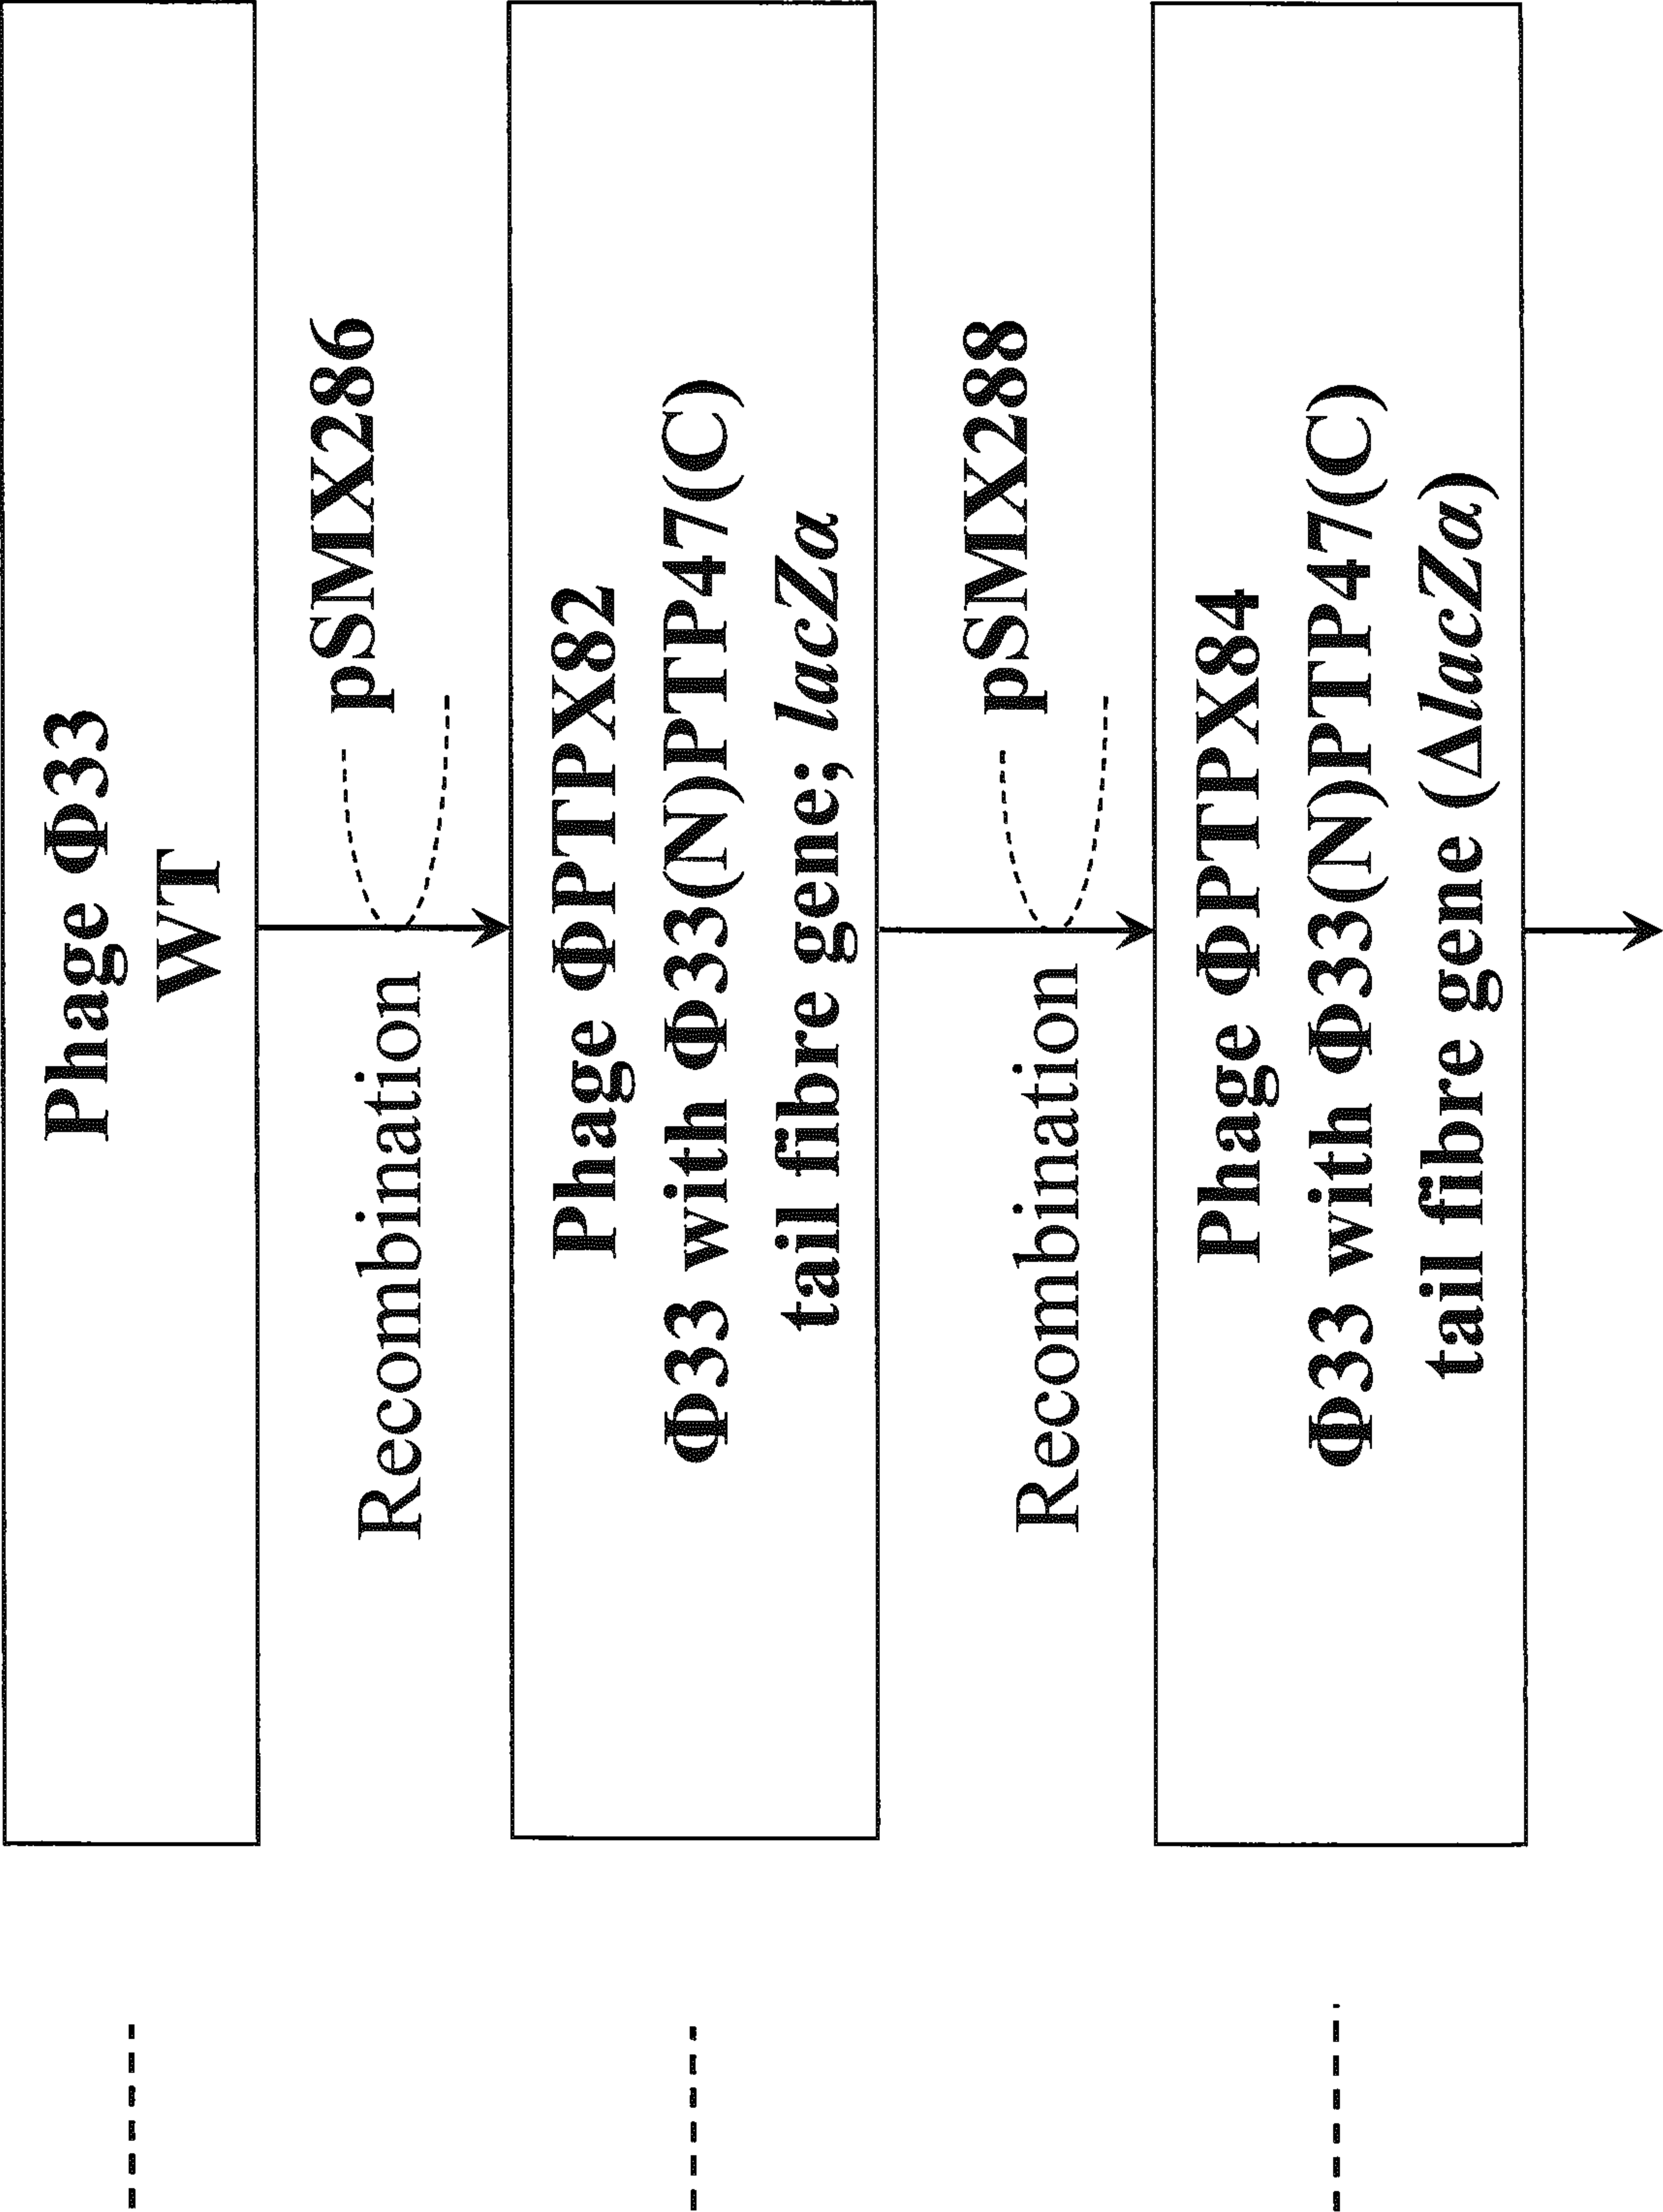 Phage Φ33
WT
Recombination
pSMX286
Phage ΦPTPX82
Φ33 with Φ33(N)PTP47(C)
tail fibre gene; lacZα
Recombination
pSMX288
Phage ΦPTPX84
Φ33 with Φ33(N)PTP47(C)
tail fibre gene (ΔlacZα)